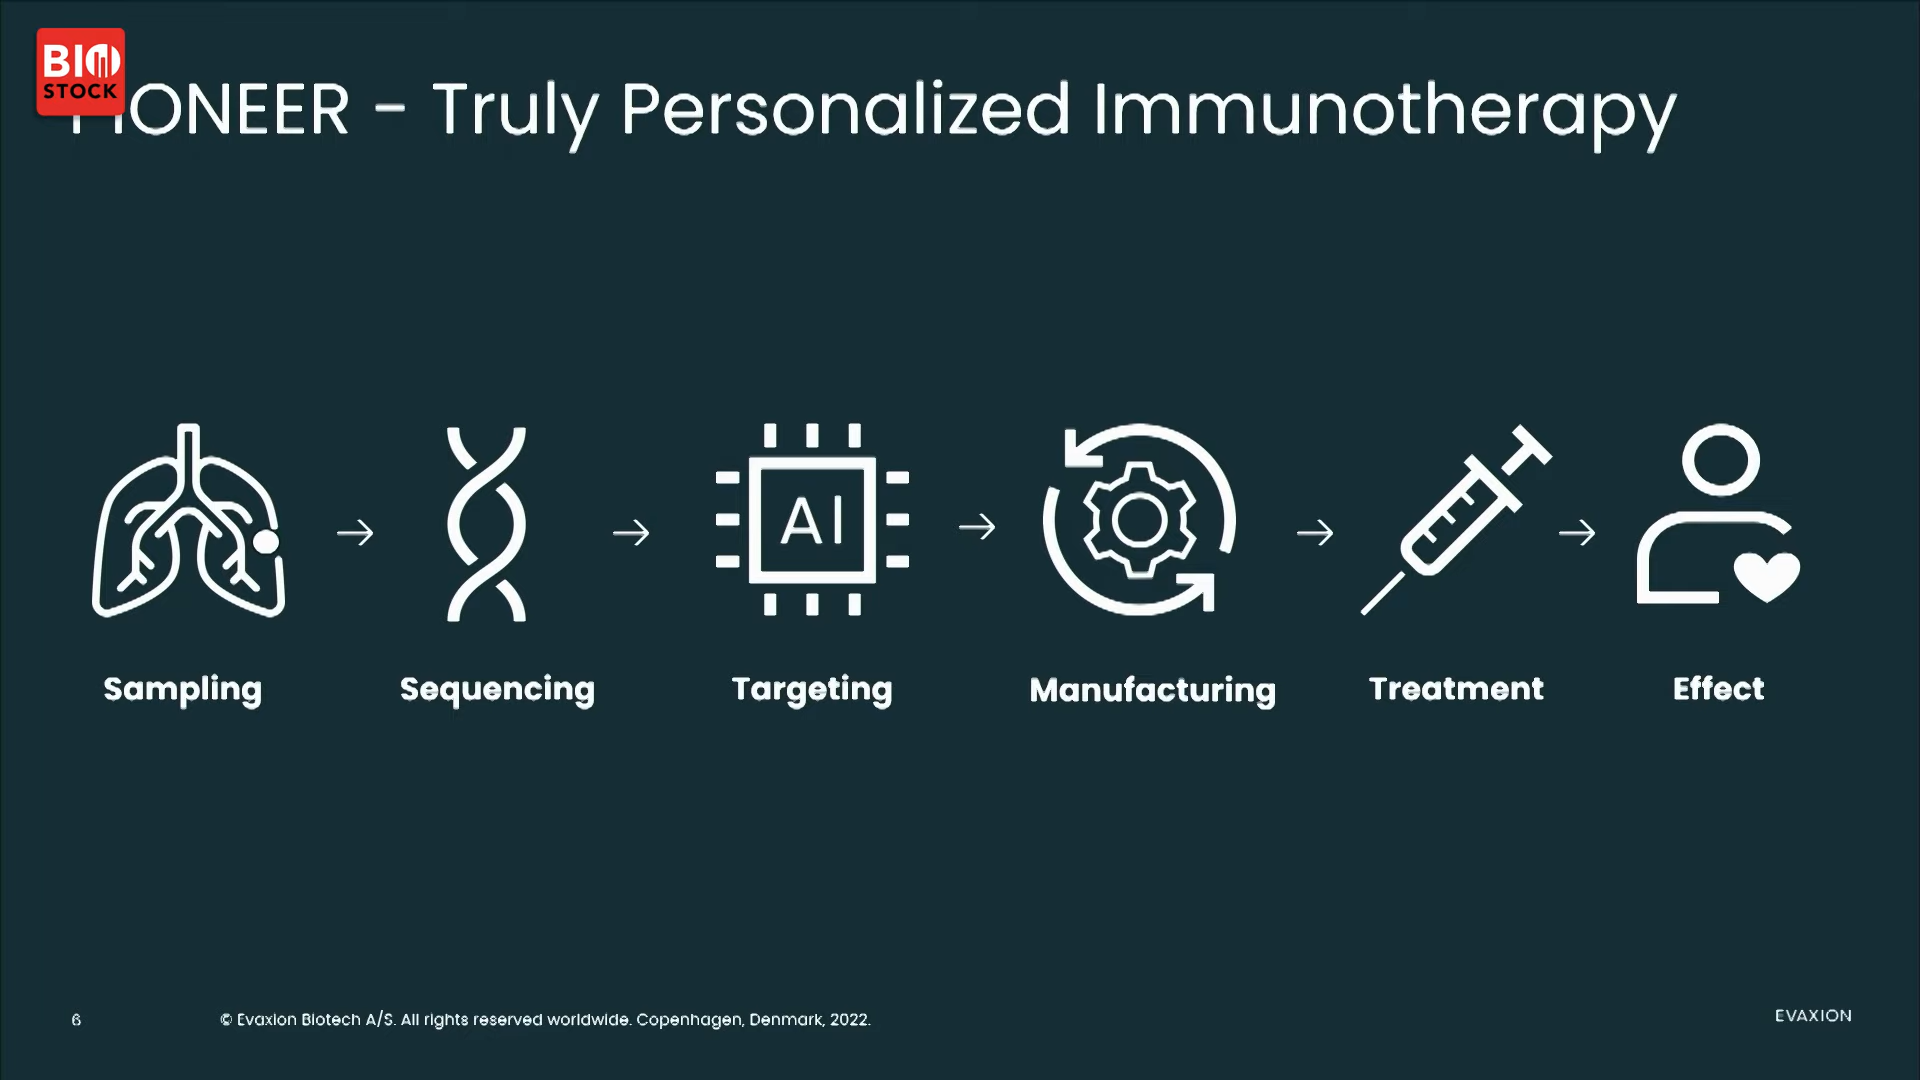 BIO
STOCK
PIONEER - Truly Personalized Immunotherapy
AI
Sampling
Sequencing
Targeting
Manufacturing
Treatment
Effect
6
© Evaxion Biotech A/S. All rights reserved worldwide. Copenhagen, Denmark, 2022.
EVAXION